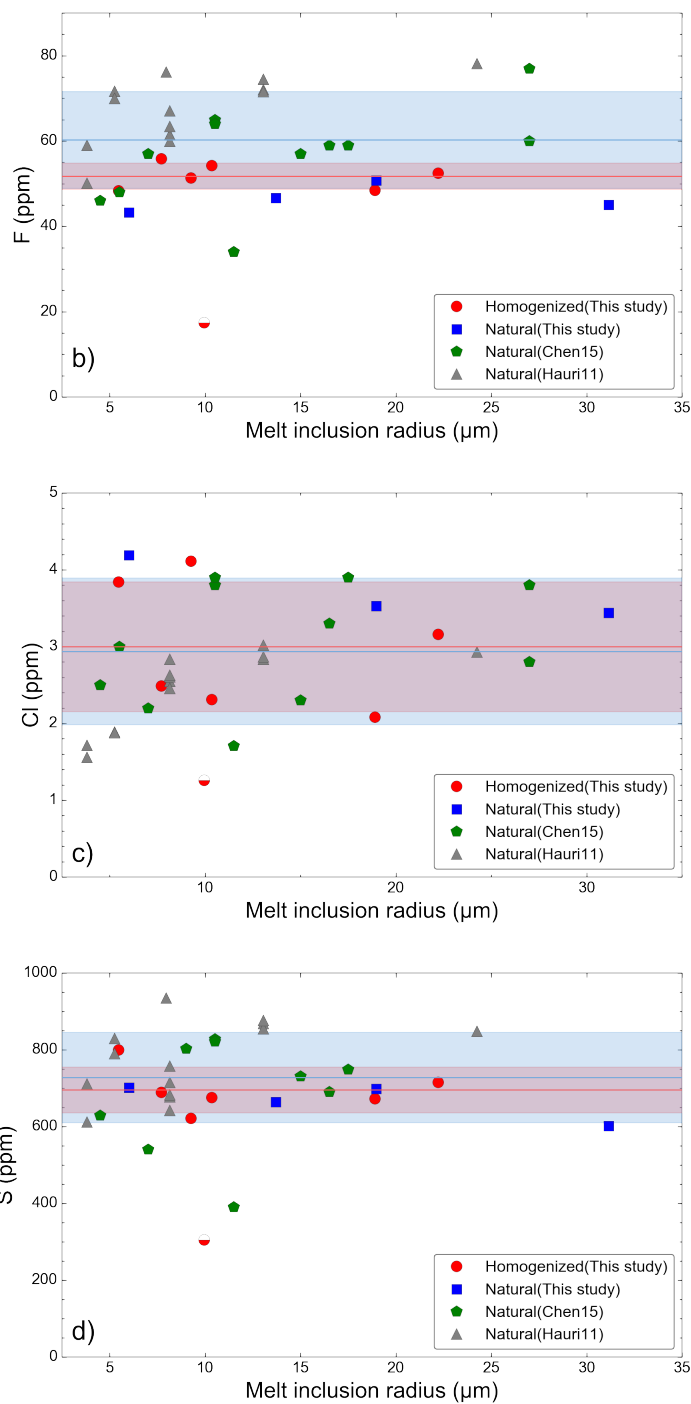 80
60
F (ppm)
40
20
0
b)
Homogenized(This study)
Natural(This study)
Natural(Chen15)
Natural(Hauri11)
5 10 15 20 25 30 35
Melt inclusion radius (μm)
5
4
3
Cl (ppm)
2
1
0
c)
Homogenized(This study)
Natural(This study)
Natural(Chen15)
Natural(Hauri11)
10 20 30
Melt inclusion radius (μm)
1000
800
600
S (ppm)
400
200
0
d)
Homogenized(This study)
Natural(This study)
Natural(Chen15)
Natural(Hauri11)
5 10 15 20 25 30 35
Melt inclusion radius (μm)